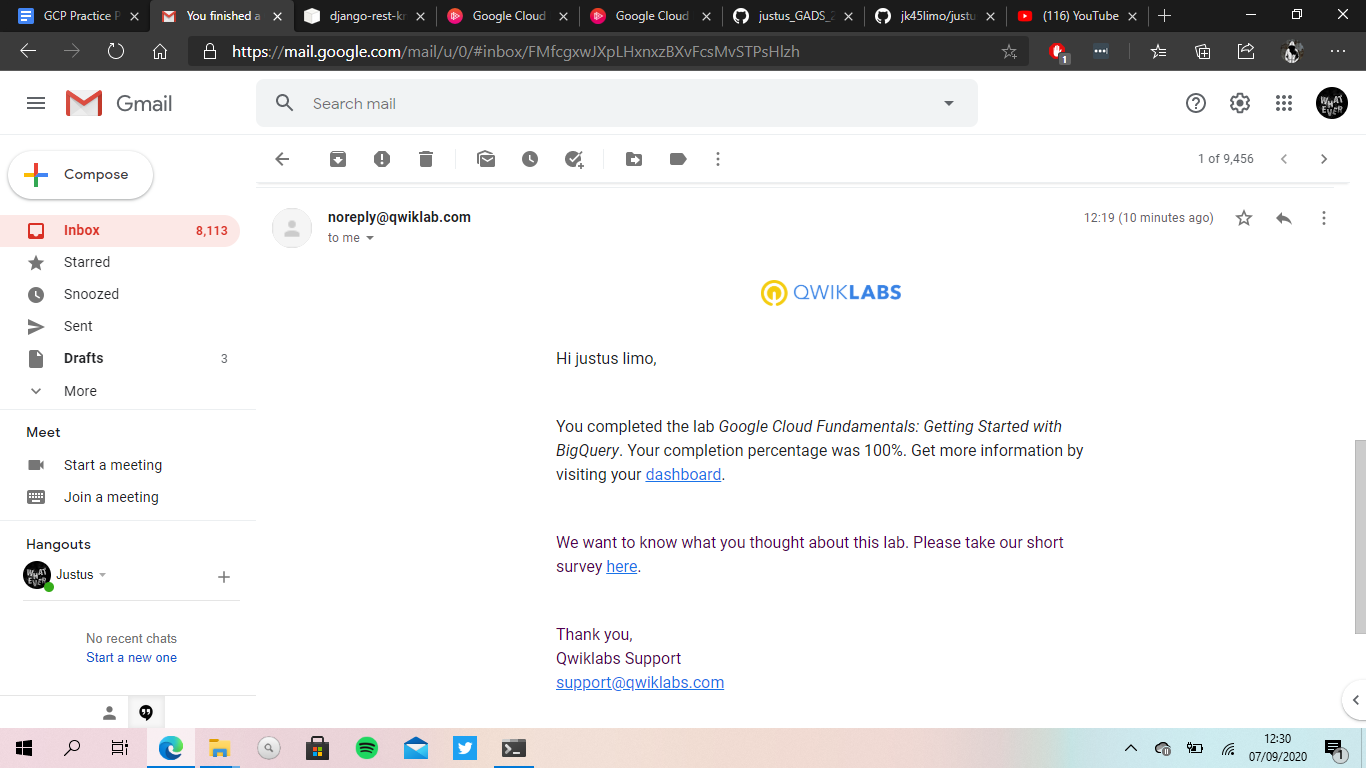 GCP Practice P
You finished a
django-rest-kn
Google Cloud
Google Cloud
justus_GADS_2
jk45limo/justu
(116) YouTube
https://mail.google.com/mail/u/0/#inbox/FMfcgxwJXpLHxnxzBXvFcsMvSTPsHlzh
1
Gmail
Search mail
WHAT EVER
Compose
1 of 9,456
Inbox 8,113
Starred
Snoozed
Sent
Drafts 3
More
Meet
Start a meeting
Join a meeting
Hangouts
Justus
No recent chats
Start a new one
noreply@qwiklab.com
12:19 (10 minutes ago)
to me
QWIKLABS
Hi justus limo,
You completed the lab Google Cloud Fundamentals: Getting Started with
BigQuery. Your completion percentage was 100%. Get more information by
visiting your dashboard.
We want to know what you thought about this lab. Please take our short
survey here.
Thank you,
Qwiklabs Support
support@qwiklabs.com
12:30
07/09/2020
1